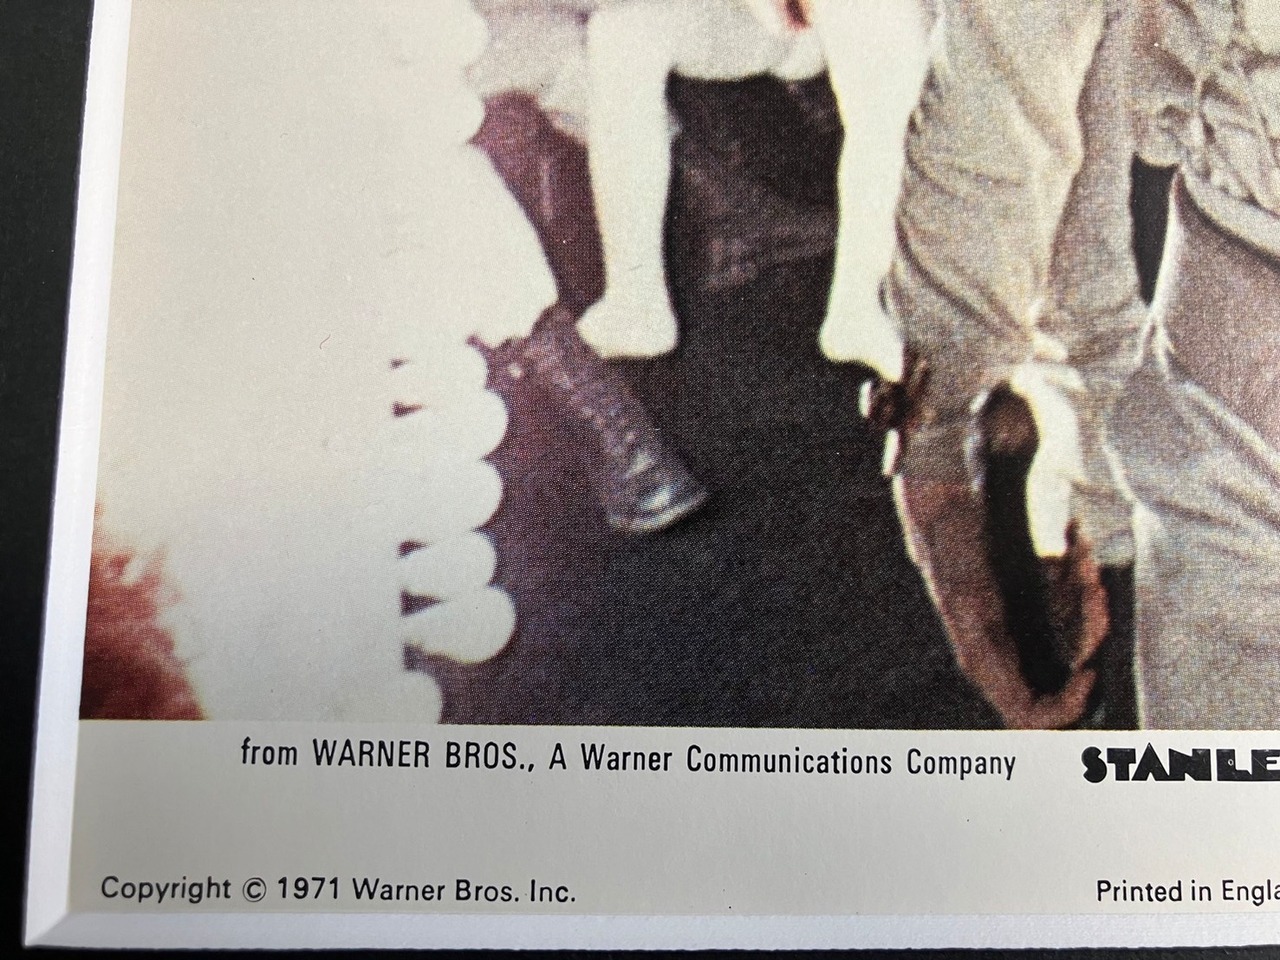 from WARNER BROS., A Warner Communications Company STANLE
Copyright © 1971 Warner Bros. Inc. Printed in Engla